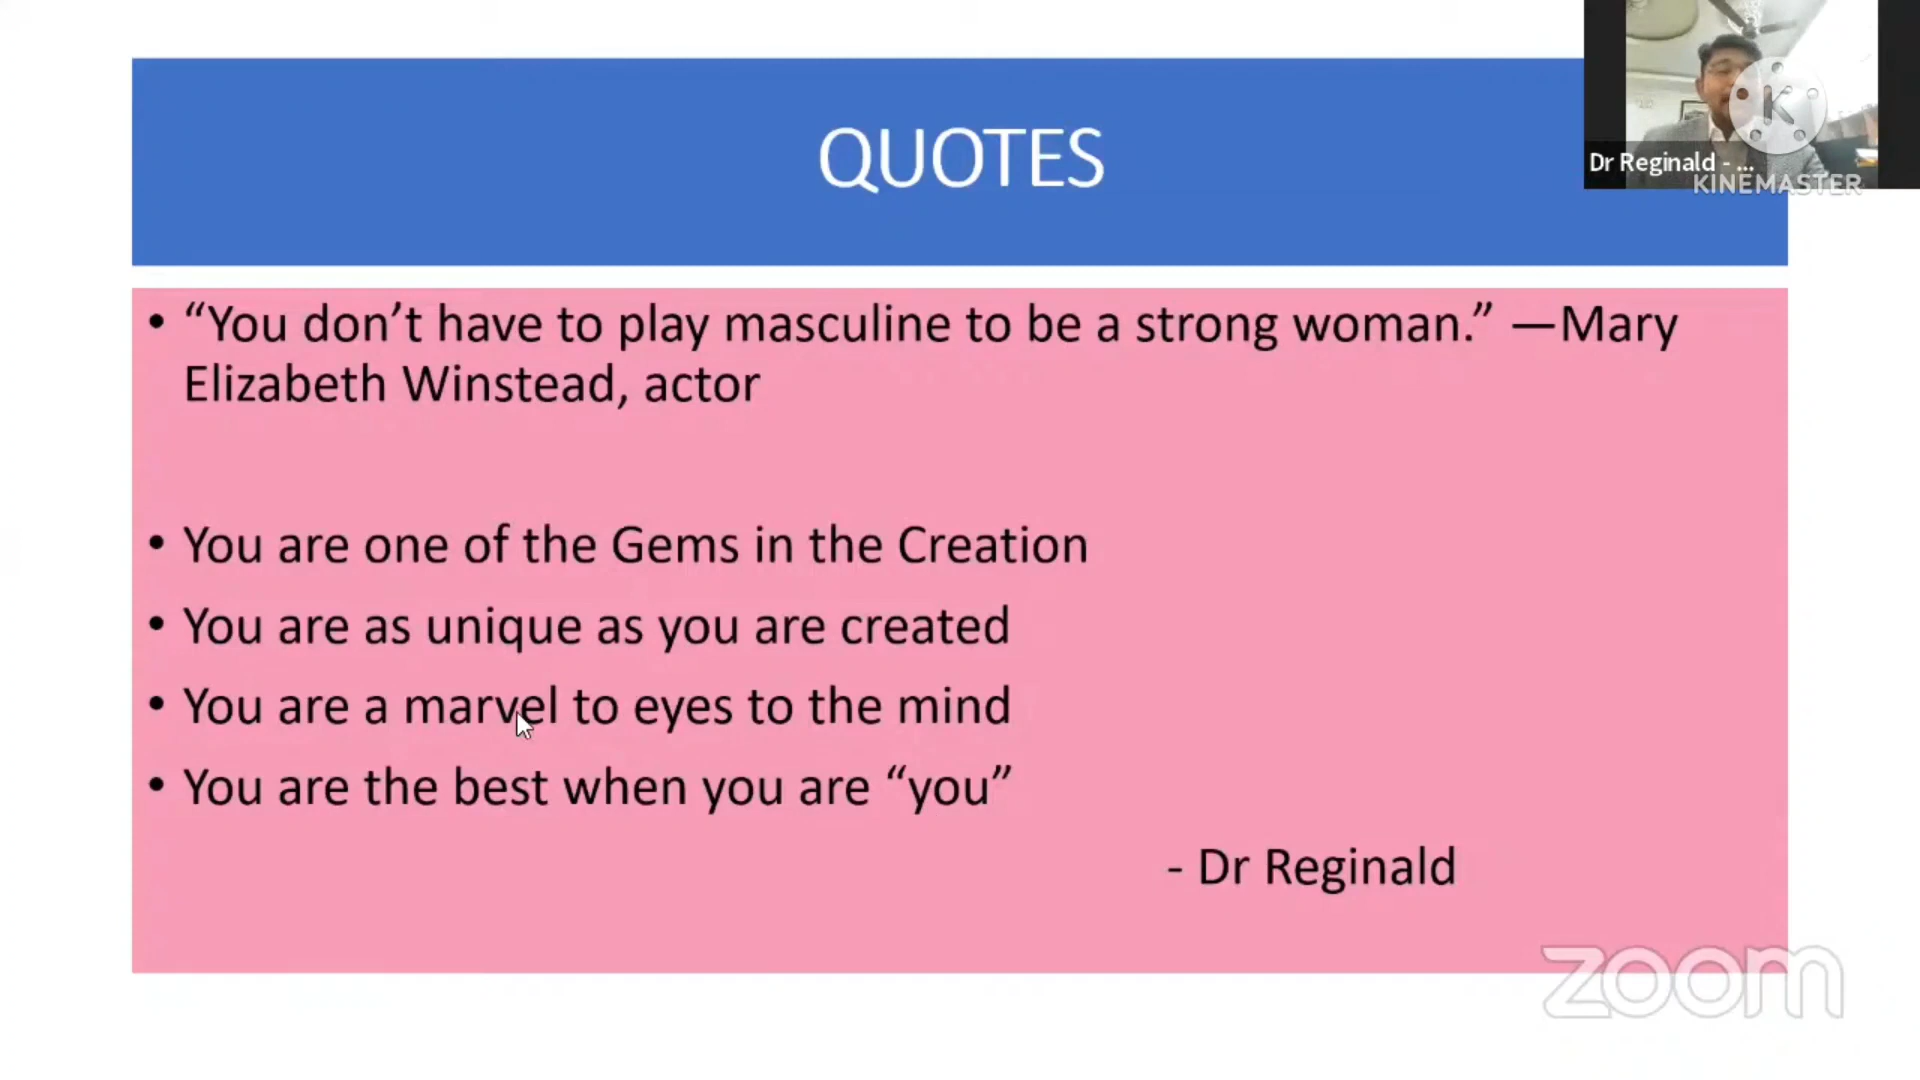 QUOTES
Dr Reginald - ...
KINEMASTER
• “You don’t have to play masculine to be a strong woman.” —Mary
Elizabeth Winstead, actor
• You are one of the Gems in the Creation
• You are as unique as you are created
• You are a marvel to eyes to the mind
• You are the best when you are “you”
- Dr Reginald
zoom